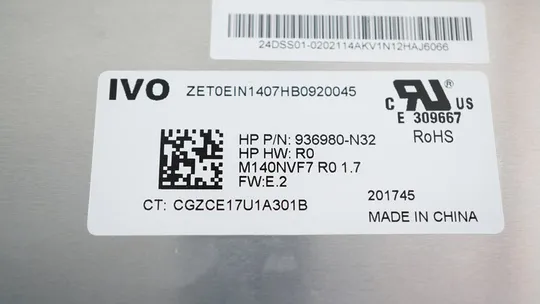 24DSS01-0202114AKV1N12HAJ6066
IVO ZET0EIN1407HB0920045
C RU US
E 309667
RoHS
HP P/N: 936980-N32
HP HW: R0
M140NVF7 R0 1.7
FW:E.2
201745
CT: CGZCE17U1A301B
MADE IN CHINA